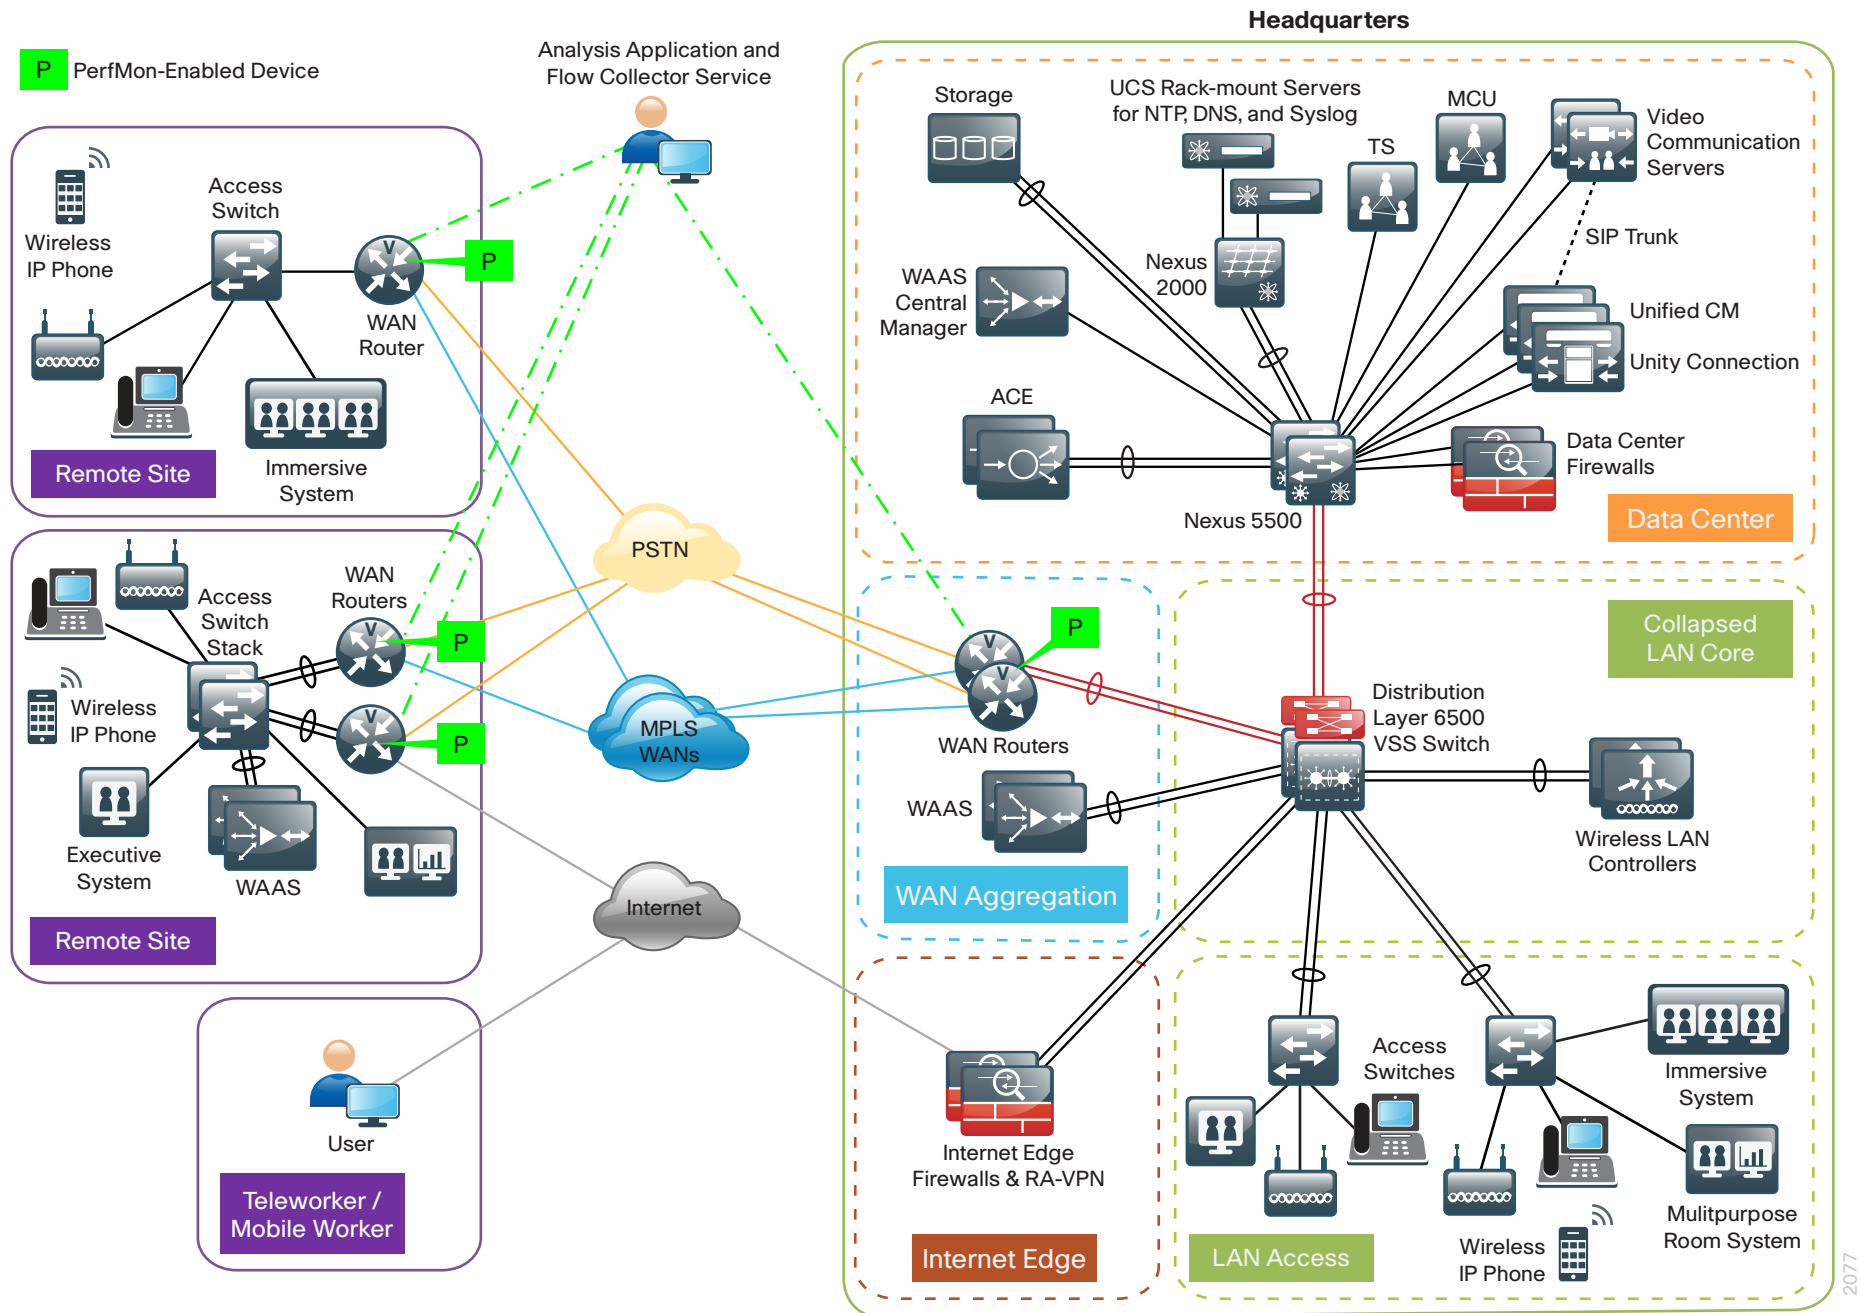 Headquarters
P
PerfMon-Enabled Device
Analysis Application and
Flow Collector Service
Wireless
IP Phone
Access
Switch
V
P
WAN
Router
Immersive
System
Remote Site
WAN
Routers
Access
Switch
Stack
V
P
Wireless
IP Phone
V
P
Executive
System
WAAS
Remote Site
User
Teleworker /
Mobile Worker
PSTN
MPLS
WANs
Internet
Storage
UCS Rack-mount Servers
for NTP, DNS, and Syslog
TS
MCU
Video
Communication
Servers
SIP Trunk
WAAS
Central
Manager
Nexus
2000
Unified CM
Unity Connection
ACE
Data Center
Firewalls
Nexus 5500
Data Center
P
V
V
WAN Routers
WAAS
WAN Aggregation
Collapsed
LAN Core
Distribution
Layer 6500
VSS Switch
Wireless LAN
Controllers
Internet Edge
Firewalls & RA-VPN
Internet Edge
Access
Switches
Immersive
System
Mulitpurpose
Room System
Wireless
IP Phone
LAN Access
2077